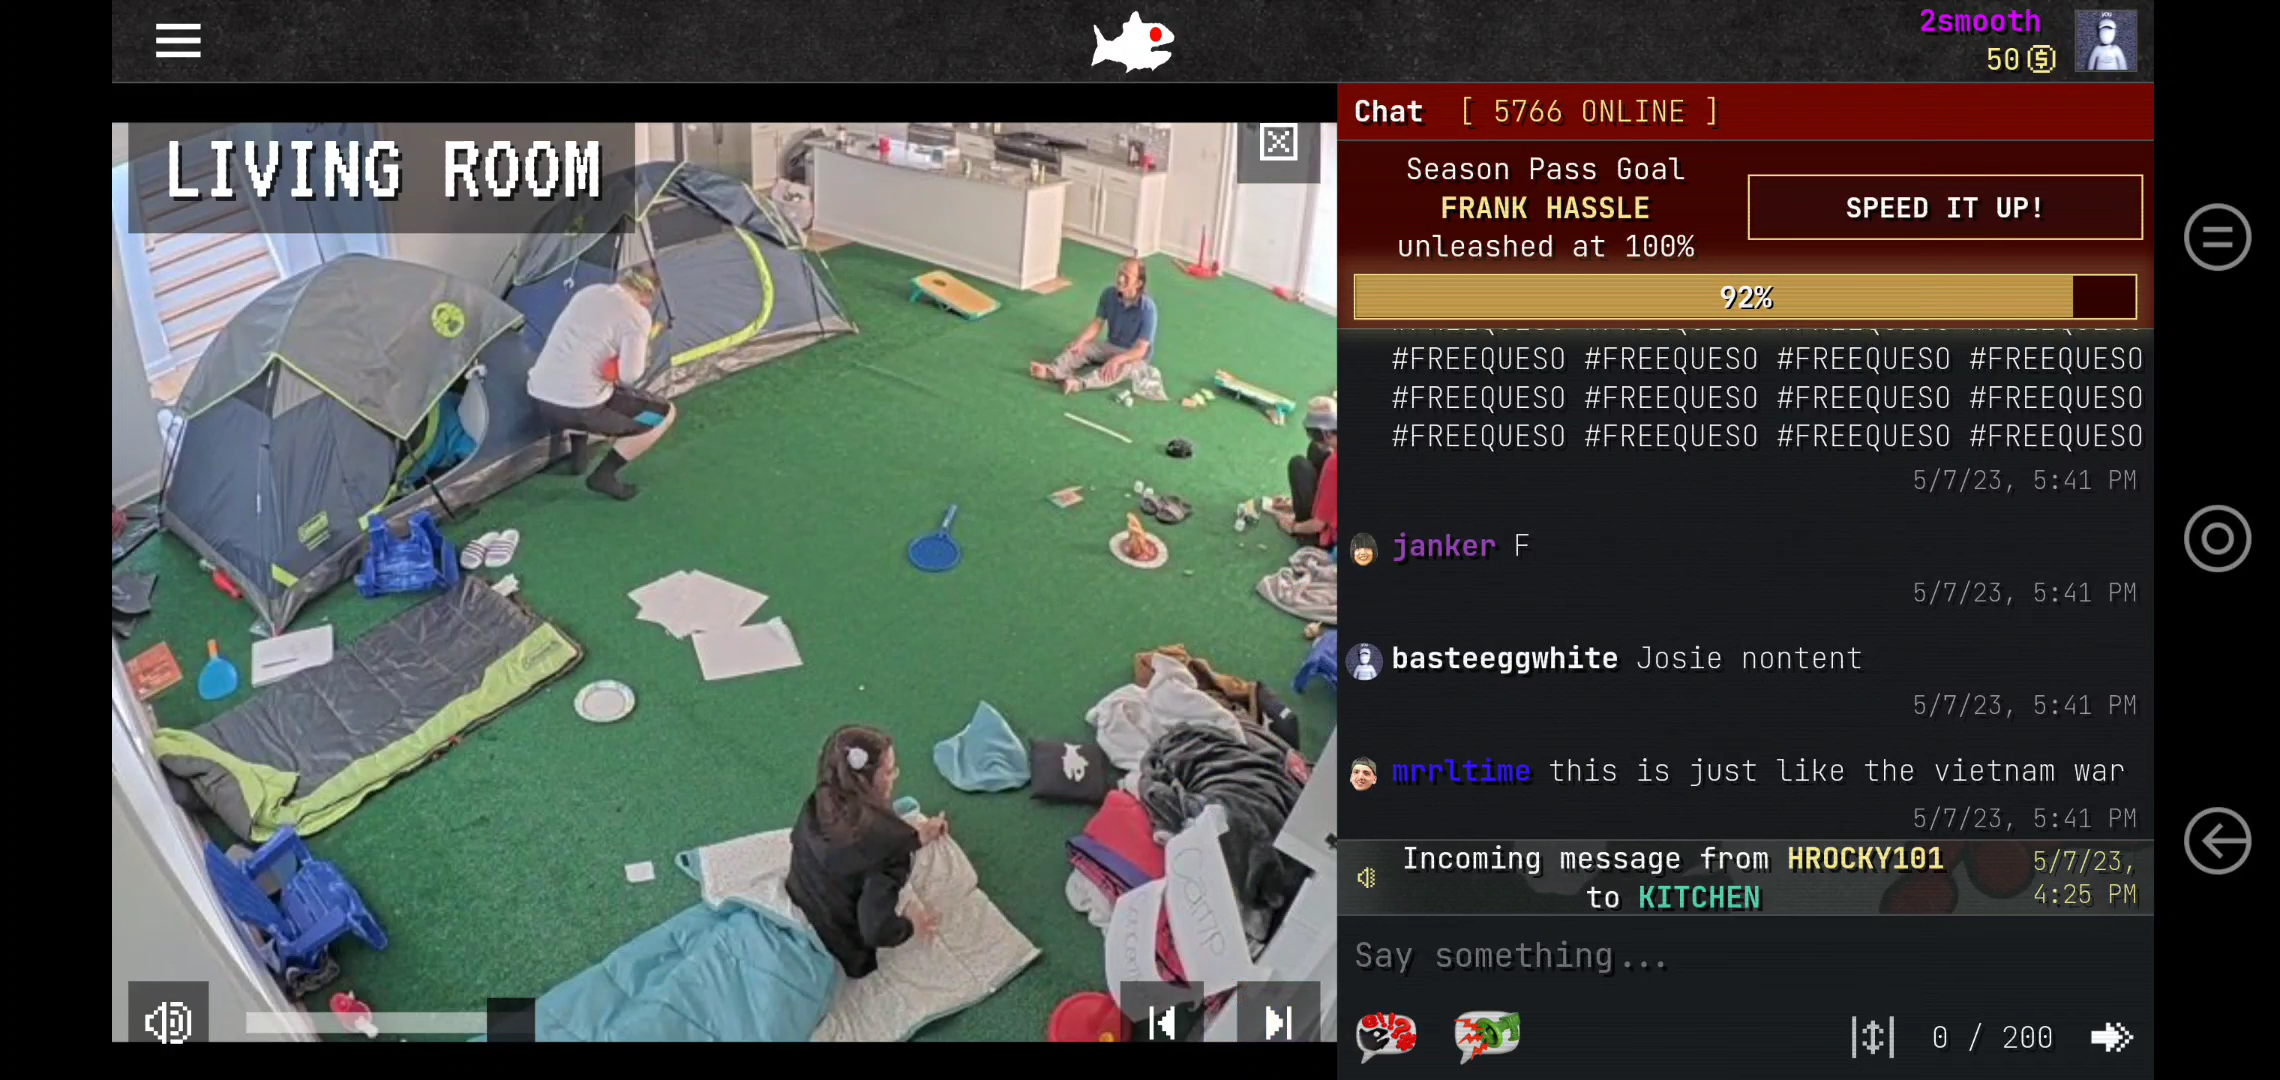 2smooth
50
LIVING ROOM
Chat [ 5766 ONLINE ]
Season Pass Goal
FRANK HASSLE
unleashed at 100%
SPEED IT UP!
92%
#FREEQUESO #FREEQUESO #FREEQUESO #FREEQUESO
#FREEQUESO #FREEQUESO #FREEQUESO #FREEQUESO
#FREEQUESO #FREEQUESO #FREEQUESO #FREEQUESO
5/7/23, 5:41 PM
janker F
5/7/23, 5:41 PM
basteeggwhite Josie nontent
5/7/23, 5:41 PM
mrrltime this is just like the vietnam war
5/7/23, 5:41 PM
Incoming message from HROCKY101
to KITCHEN
5/7/23,
4:25 PM
Say something...
0 / 200
Camp